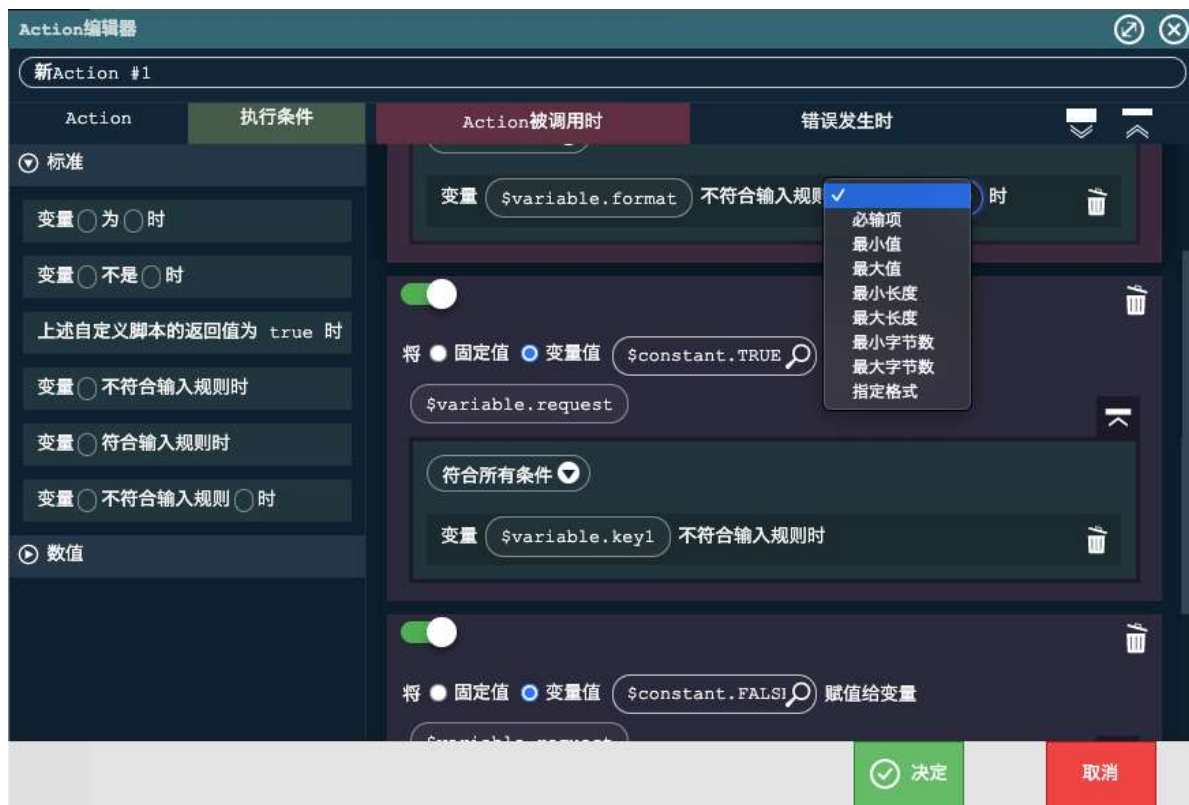 Action编辑器
新Action #1
Action 执行条件 Action被调用时 错误发生时
标准
变量 为 时
变量 不是 时
上述自定义脚本的返回值为 true 时
变量 不符合输入规则时
变量 符合输入规则时
变量 不符合输入规则 时
数值
变量 $variable.format 不符合输入规则 时
必输项
最小值
最大值
最小长度
最大长度
最小字节数
最大字节数
指定格式
将 固定值 变量值 $constant.TRUE
$variable.request
符合所有条件
变量 $variable.key1 不符合输入规则时
将 固定值 变量值 $constant.FALS 赋值给变量
$variable.request
决定 取消